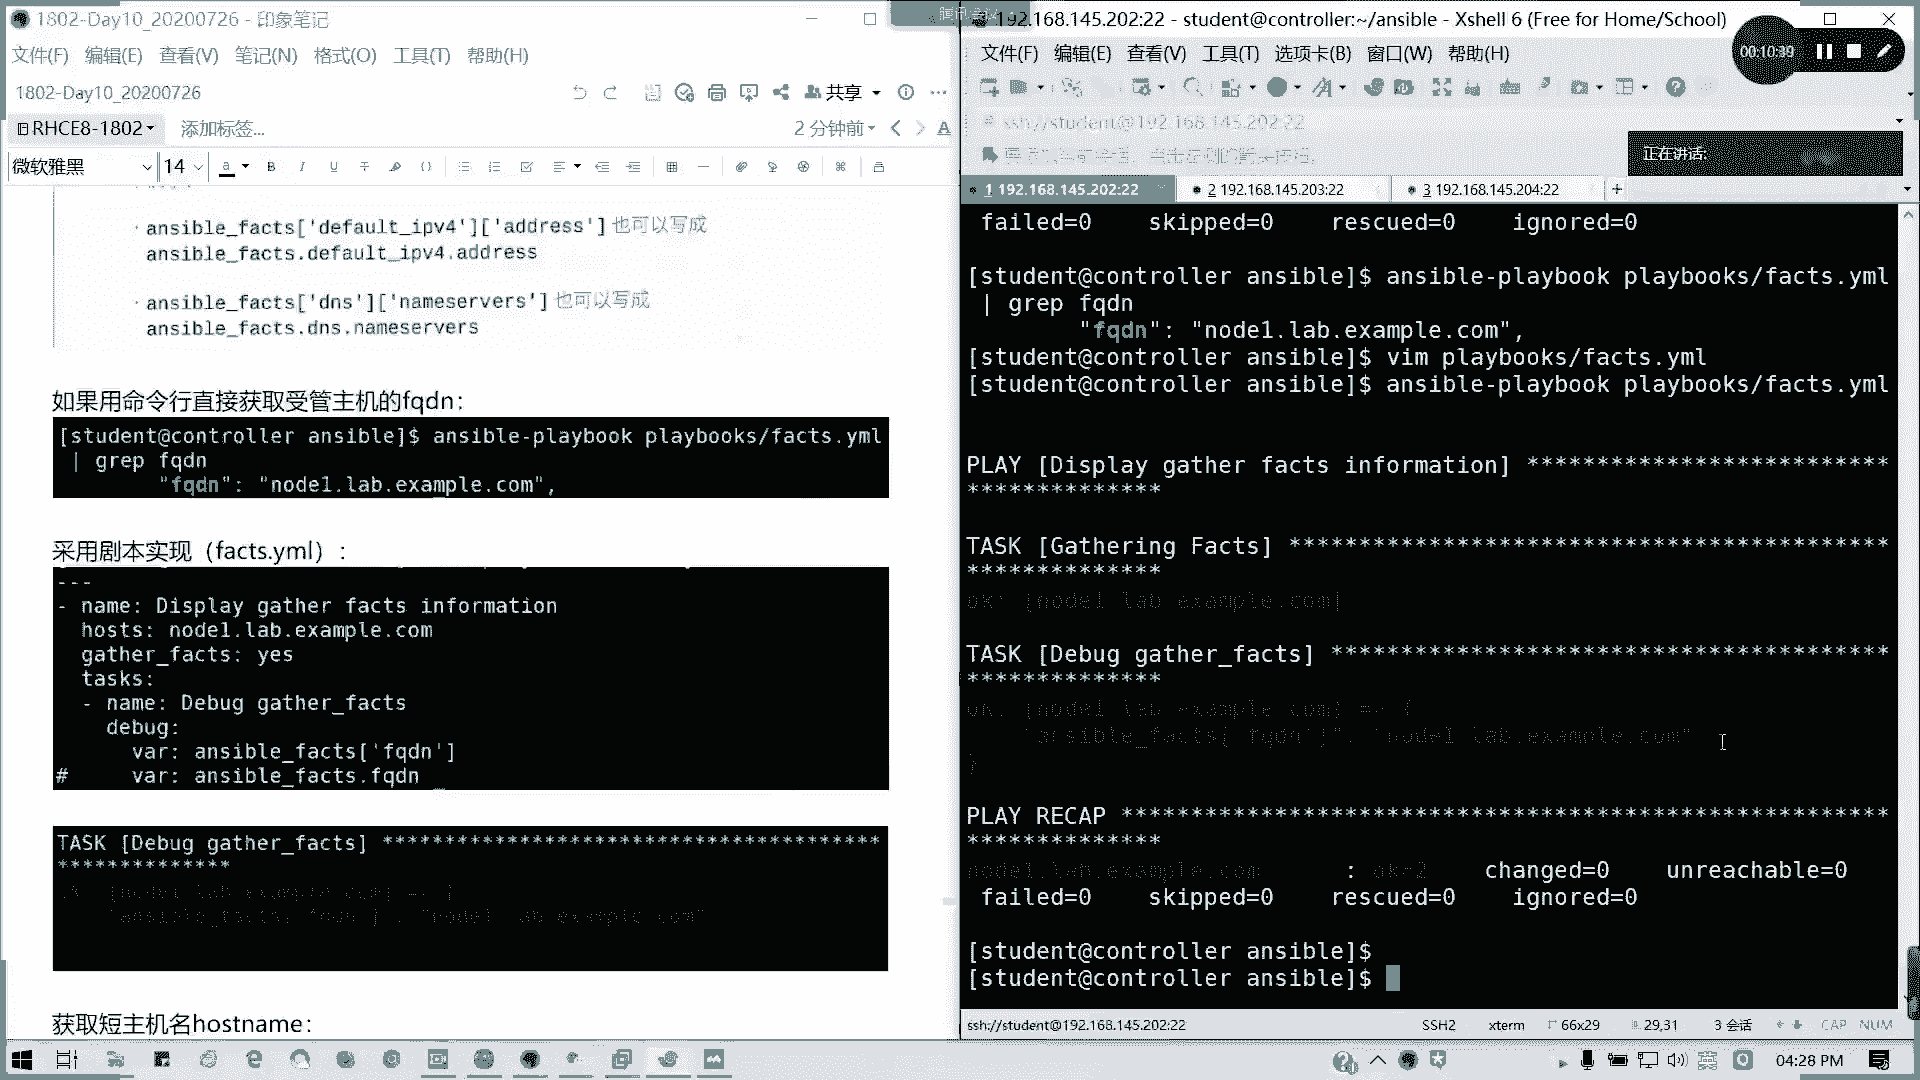 1802-Day10_20200726 - 印象笔记
文件(F) 编辑(E) 查看(V) 笔记(N) 格式(O) 工具(T) 帮助(H)
1802-Day10_20200726
共享
RHCE8-1802
添加标签...
2 分钟前
微软雅黑
14
ansible_facts['default_ipv4']['address'] 也可以写成
ansible_facts.default_ipv4.address
ansible_facts['dns']['nameservers'] 也可以写成
ansible_facts.dns.nameservers
如果用命令行直接获取受管主机的fqdn：
[student@controller ansible]$ ansible-playbook playbooks/facts.yml
| grep fqdn
"fqdn": "node1.lab.example.com",
采用剧本实现（facts.yml）：
---
- name: Display gather facts information
hosts: node1.lab.example.com
gather_facts: yes
tasks:
- name: Debug gather_facts
debug:
var: ansible_facts['fqdn']
# var: ansible_facts.fqdn
TASK [Debug gather_facts] ****************************************
**************
获取短主机名hostname：
192.168.145.202:22 - student@controller:~/ansible - Xshell 6 (Free for Home/School)
文件(F) 编辑(E) 查看(V) 工具(T) 选项卡(B) 窗口(W) 帮助(H)
00:10:39
ssh://student@192.168.145.202:22
正在讲话:
1 192.168.145.202:22
2 192.168.145.203:22
3 192.168.145.204:22
failed=0 skipped=0 rescued=0 ignored=0
[student@controller ansible]$ ansible-playbook playbooks/facts.yml
| grep fqdn
"fqdn": "node1.lab.example.com",
[student@controller ansible]$ vim playbooks/facts.yml
[student@controller ansible]$ ansible-playbook playbooks/facts.yml
PLAY [Display gather facts information] **************************
**************
TASK [Gathering Facts] *******************************************
**************
ok: [node1.lab.example.com]
TASK [Debug gather_facts] ****************************************
**************
ok: [node1.lab.example.com] => {
"ansible_facts['fqdn']": "node1.lab.example.com"
}
PLAY RECAP *******************************************************
**************
node1.lab.example.com : ok=2 changed=0 unreachable=0
failed=0 skipped=0 rescued=0 ignored=0
[student@controller ansible]$
[student@controller ansible]$
ssh://student@192.168.145.202:22
SSH2
xterm
66x29
29,31
3 会话
CAP NUM
英
04:28 PM